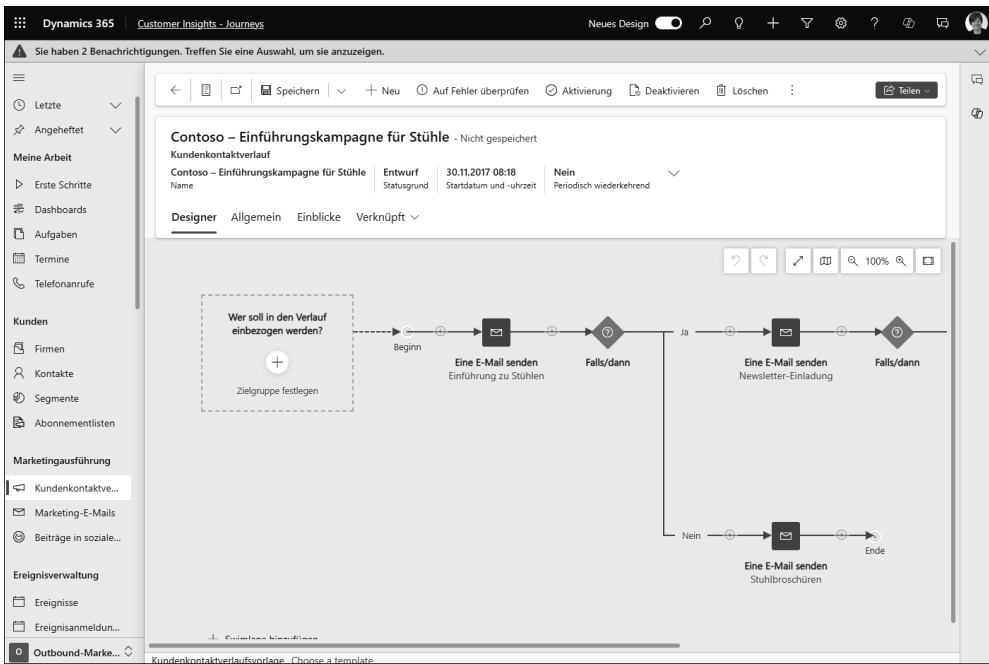 Dynamics 365 Customer Insights - Journeys Neues Design
Sie haben 2 Benachrichtigungen. Treffen Sie eine Auswahl, um sie anzuzeigen.
Letzte
Angeheftet
Meine Arbeit
Erste Schritte
Dashboards
Aufgaben
Termine
Telefonanrufe
Kunden
Firmen
Kontakte
Segmente
Abonnementlisten
Marketingausführung
Kundenkontaktve...
Marketing-E-Mails
Beiträge in soziale...
Ereignisverwaltung
Ereignisse
Ereignisanmeldun...
O Outbound-Marke...
Speichern Neu Auf Fehler überprüfen Aktivierung Deaktivieren Löschen Teilen
Contoso – Einführungskampagne für Stühle - Nicht gespeichert
Kundenkontaktverlauf
Contoso – Einführungskampagne für Stühle Entwurf 30.11.2017 08:18 Nein
Name Statusgrund Startdatum und -uhrzeit Periodisch wiederkehrend
Designer Allgemein Einblicke Verknüpft
100%
Wer soll in den Verlauf
einbezogen werden?
Zielgruppe festlegen
Beginn
Eine E-Mail senden
Einführung zu Stühlen
Falls/dann
Ja
Eine E-Mail senden
Newsletter-Einladung
Falls/dann
Nein
Eine E-Mail senden
Stuhlbroschüren
Ende
Swimlane hinzufügen
Kundenkontaktverlaufsvorlage Choose a template